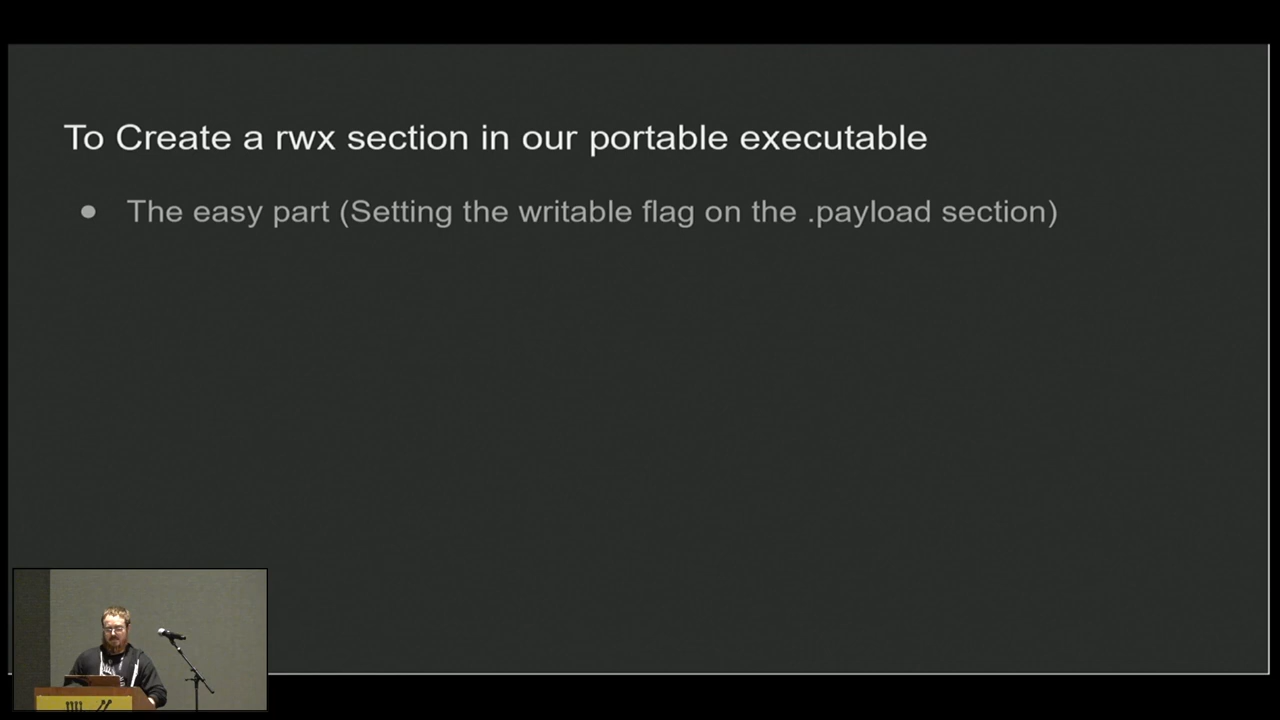 To Create a rwx section in our portable executable
● The easy part (Setting the writable flag on the .payload section)